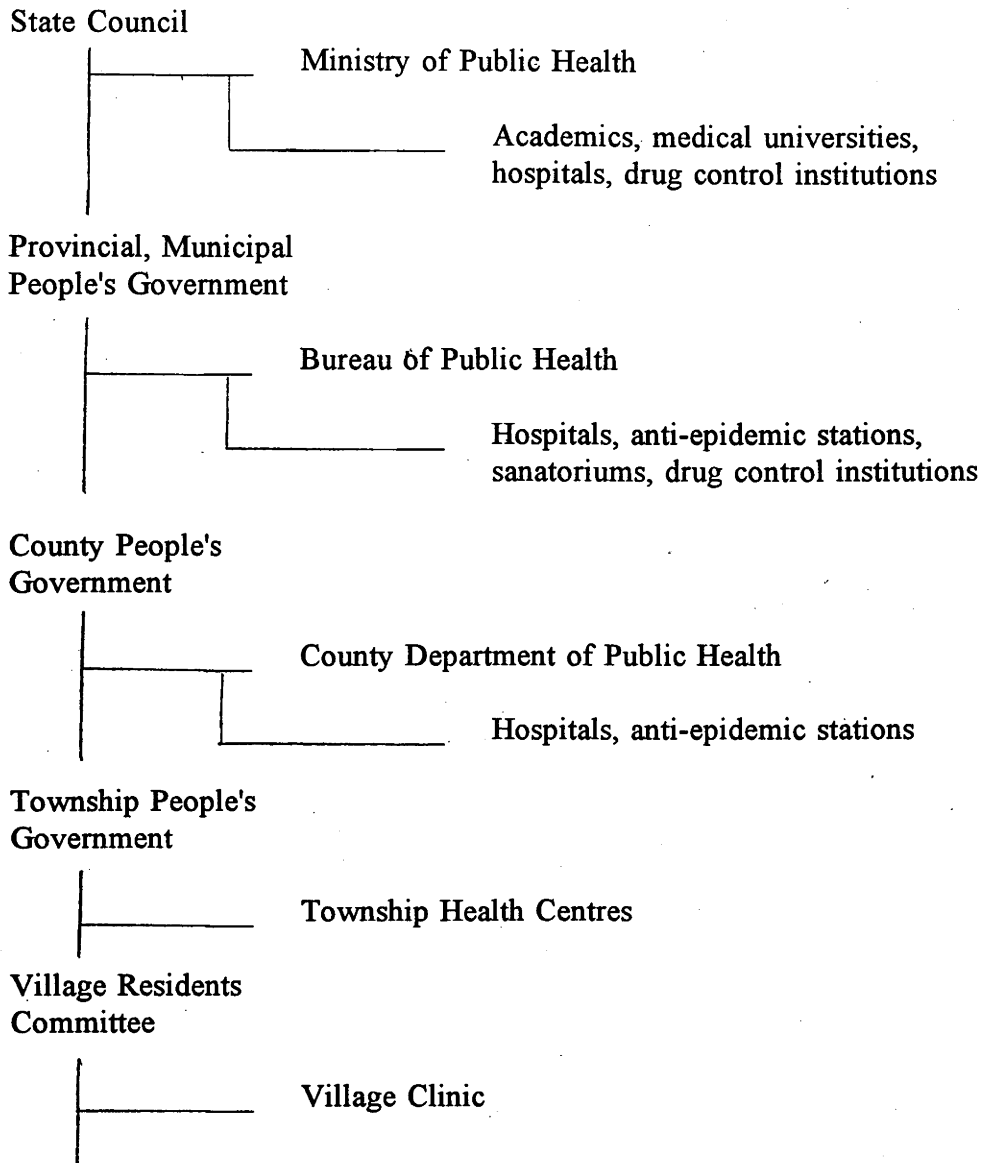 State Council
Ministry of Public Health
Academics, medical universities,
hospitals, drug control institutions
Provincial, Municipal
People's Government
Bureau of Public Health
Hospitals, anti-epidemic stations,
sanatoriums, drug control institutions
County People's
Government
County Department of Public Health
Hospitals, anti-epidemic stations
Township People's
Government
Township Health Centres
Village Residents
Committee
Village Clinic